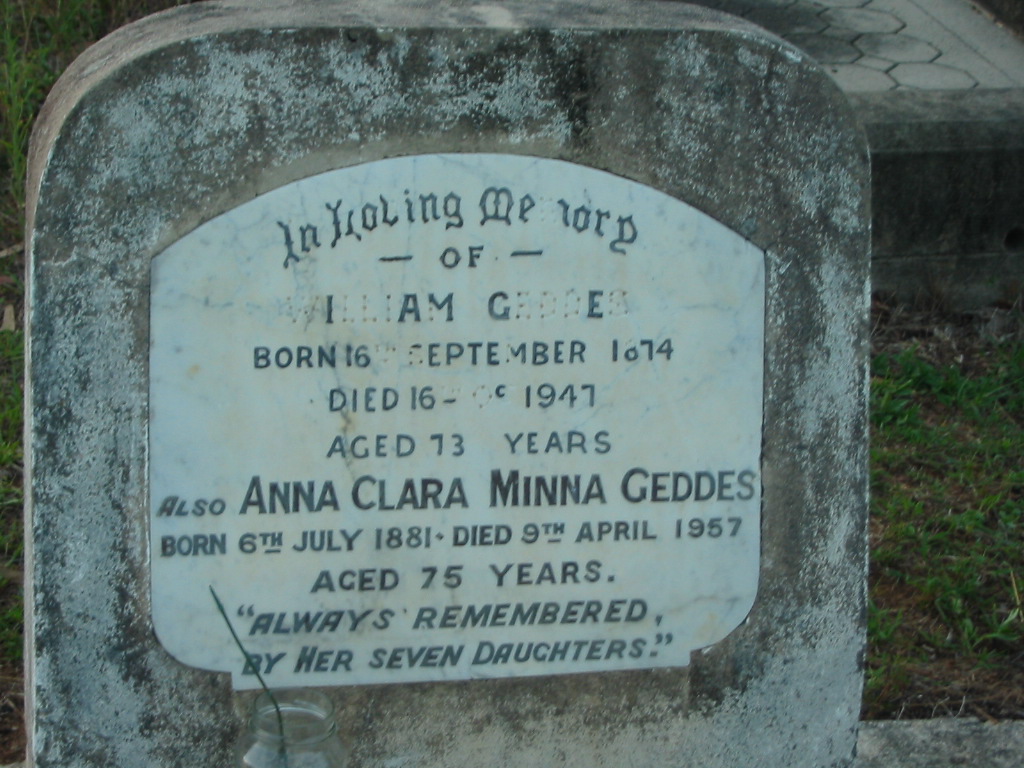 In Loving Memory
— OF —
WILLIAM GEDDES
BORN 16TH SEPTEMBER 1874
DIED 16 1947
AGED 73 YEARS
ALSO ANNA CLARA MINNA GEDDES
BORN 6TH JULY 1881. DIED 9TH APRIL 1957
AGED 75 YEARS.
"ALWAYS REMEMBERED,
BY HER SEVEN DAUGHTERS."